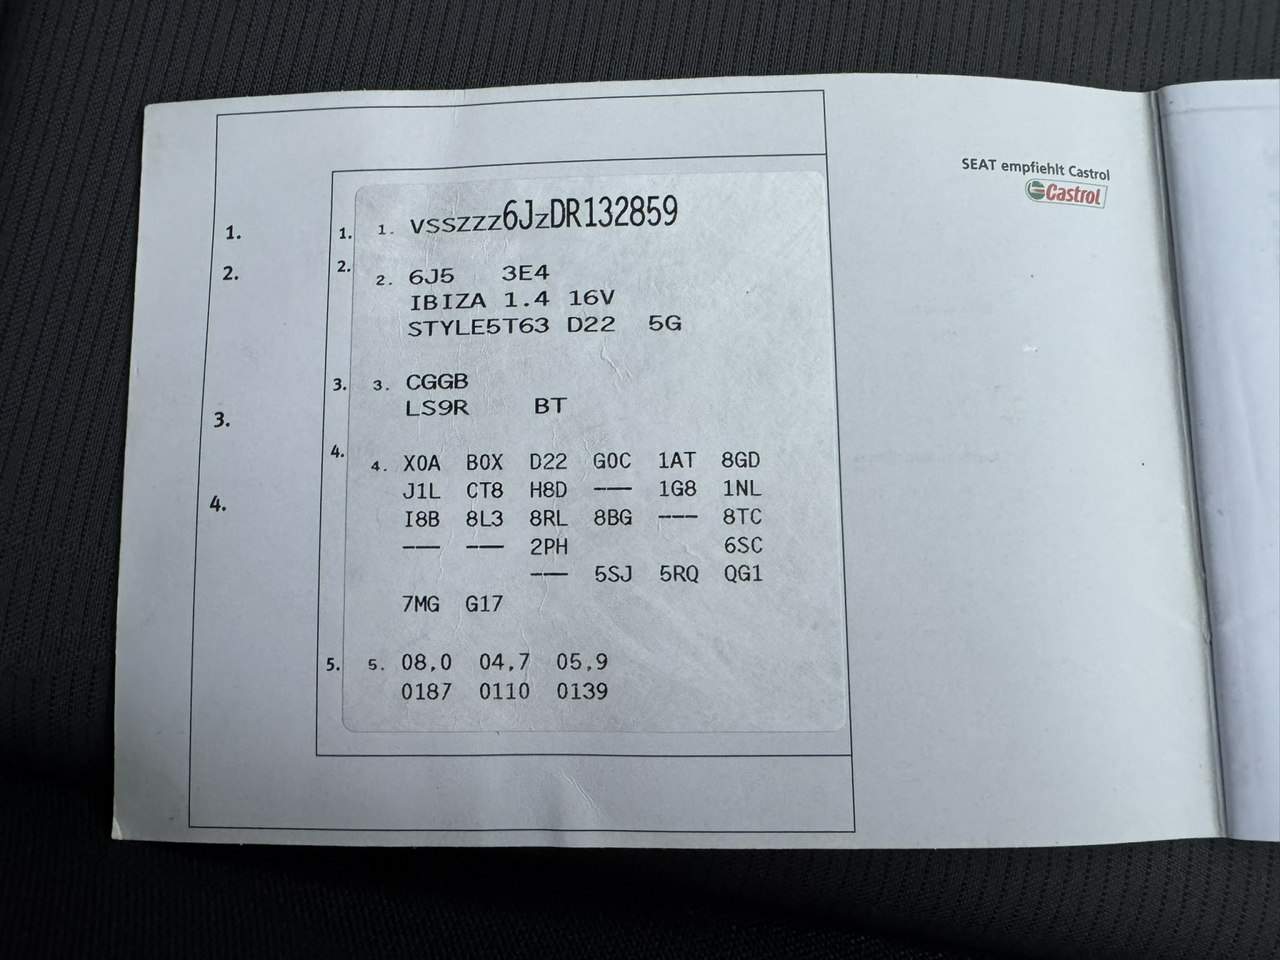 SEAT empfiehlt Castrol
Castrol
1. 1. 1. VSSZZZ6JZDR132859
2. 2. 2. 6J5 3E4
IBIZA 1.4 16V
STYLE5T63 D22 5G
3. 3. 3. CGGB
LS9R BT
4. 4. 4. X0A B0X D22 G0C 1AT 8GD
J1L CT8 H8D --- 1G8 1NL
I8B 8L3 8RL 8BG --- 8TC
--- --- 2PH 6SC
--- 5SJ 5RQ QG1
7MG G17
5. 5. 08,0 04,7 05,9
0187 0110 0139